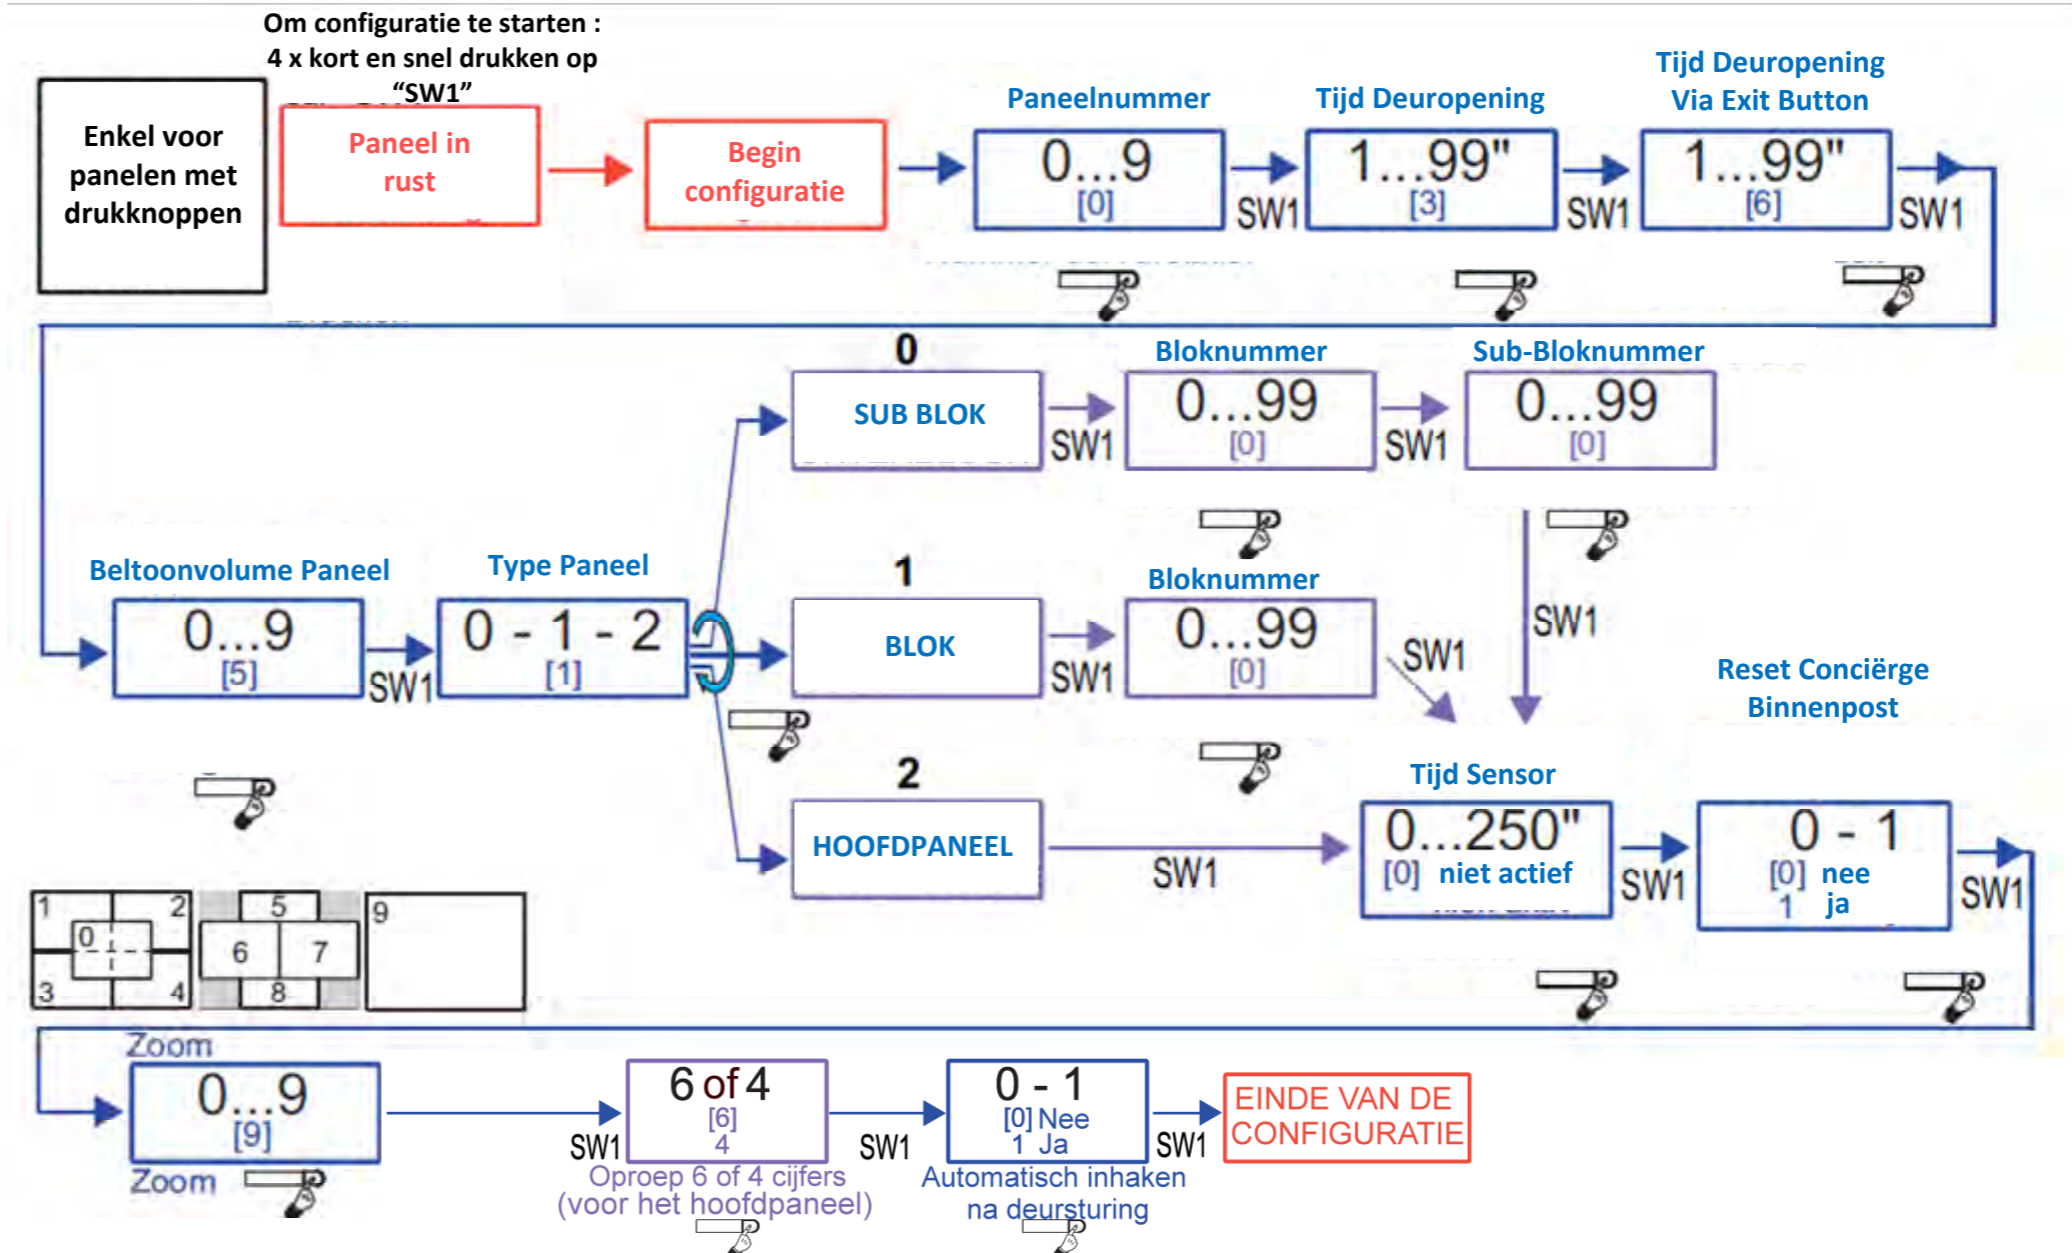 Om configuratie te starten :
4 x kort en snel drukken op
“SW1”
Enkel voor
panelen met
drukknoppen
Paneel in
rust
Begin
configuratie
Paneelnummer
0...9
[0]
SW1
Tijd Deuropening
1...99"
[3]
SW1
Tijd Deuropening
Via Exit Button
1...99"
[6]
SW1
Beltoonvolume Paneel
0...9
[5]
SW1
Type Paneel
0 - 1 - 2
[1]
0
SUB BLOK
SW1
Bloknummer
0...99
[0]
SW1
Sub-Bloknummer
0...99
[0]
SW1
1
BLOK
SW1
Bloknummer
0...99
[0]
SW1
2
HOOFDPANEEL
SW1
Tijd Sensor
0...250"
[0] niet actief
SW1
Reset Conciërge
Binnenpost
0 - 1
[0] nee
1 ja
SW1
1 2
0
3 4
5
6 7
8
9
Zoom
0...9
[9]
Zoom
SW1
6 of 4
[6]
4
Oproep 6 of 4 cijfers
(voor het hoofdpaneel)
SW1
0 - 1
[0] Nee
1 Ja
Automatisch inhaken
na deursturing
SW1
EINDE VAN DE
CONFIGURATIE